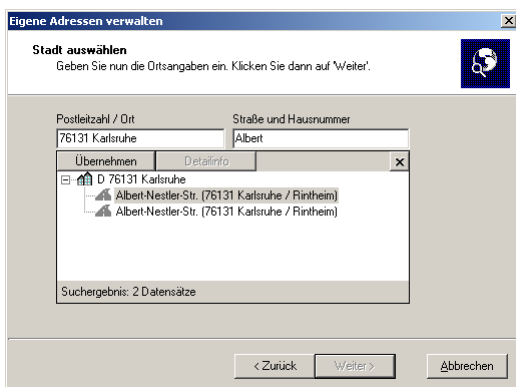 Eigene Adressen verwalten
Stadt auswählen
Geben Sie nun die Ortsangaben ein. Klicken Sie dann auf 'Weiter'.
Postleitzahl / Ort Straße und Hausnummer
76131 Karlsruhe Albert
Übernehmen Detailinfo
D 76131 Karlsruhe
Albert-Nestler-Str. (76131 Karlsruhe / Rintheim)
Albert-Nestler-Str. (76131 Karlsruhe / Rintheim)
Suchergebnis: 2 Datensätze
< Zurück Weiter > Abbrechen